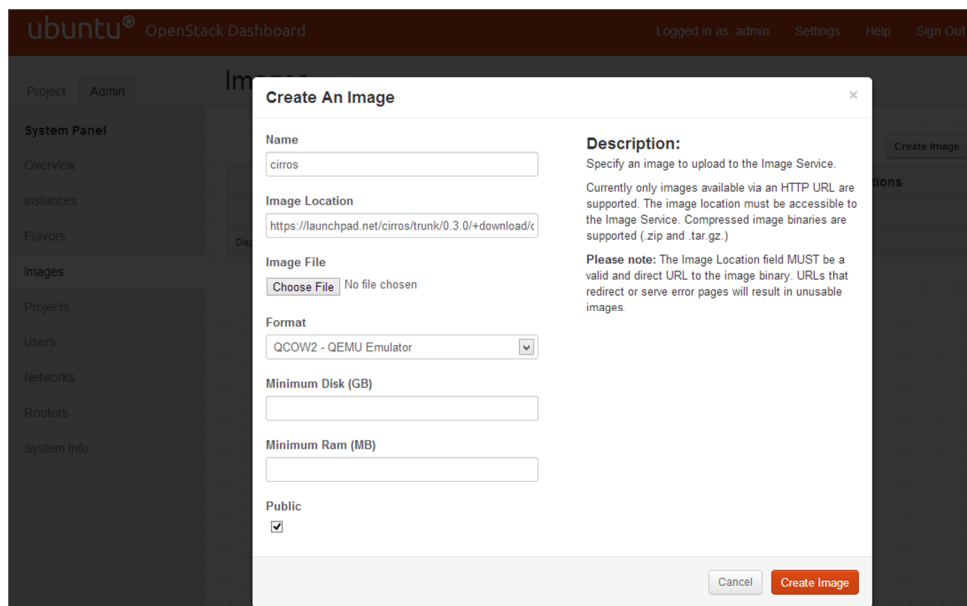 ubuntu® OpenStack Dashboard
Logged in as: admin Settings Help Sign Out
Project Admin
System Panel
Overview
Instances
Flavors
Images
Projects
Users
Networks
Routers
System Info
Images
Create Image
Create An Image ×
Name
cirros
Image Location
https://launchpad.net/cirros/trunk/0.3.0/+download/c
Image File
Choose File No file chosen
Format
QCOW2 - QEMU Emulator
Minimum Disk (GB)
Minimum Ram (MB)
Public
Description:
Specify an image to upload to the Image Service.
Currently only images available via an HTTP URL are
supported. The image location must be accessible to
the Image Service. Compressed image binaries are
supported (.zip and .tar.gz.)
Please note: The Image Location field MUST be a
valid and direct URL to the image binary. URLs that
redirect or serve error pages will result in unusable
images.
Cancel Create Image